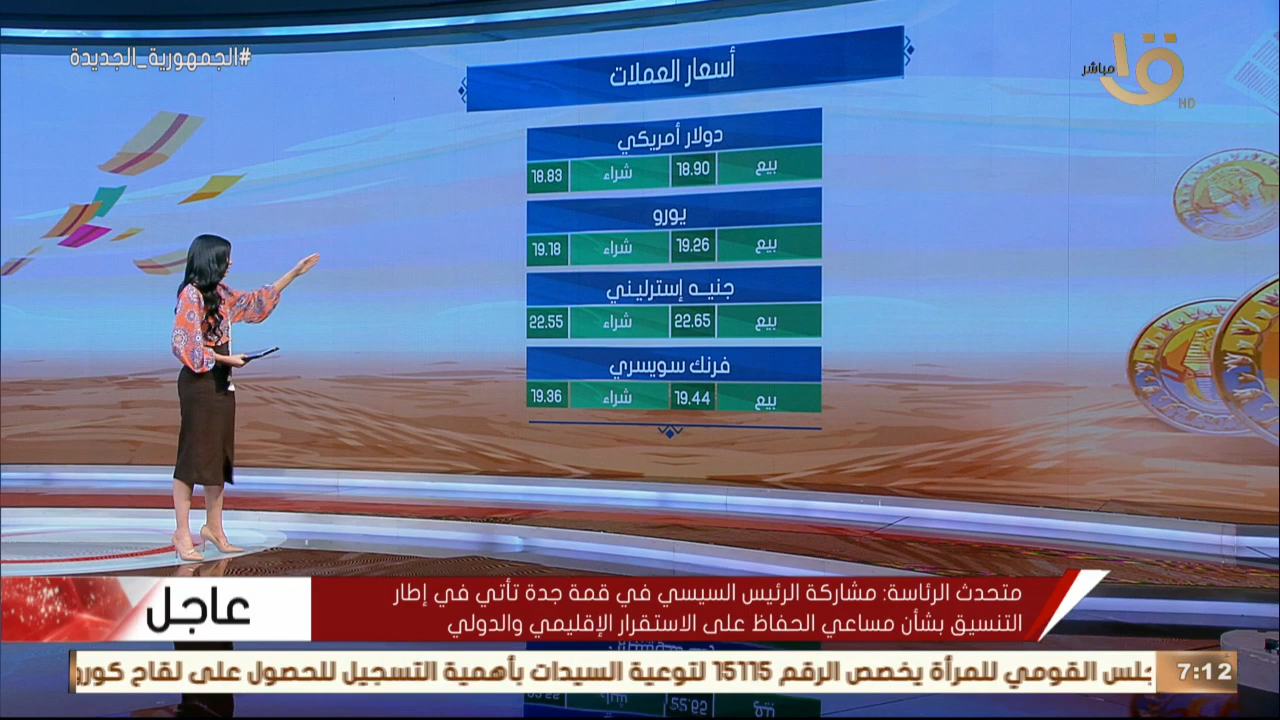 #الجمهورية_الجديدة
مباشر
HD
أسعار العملات
دولار أمريكي
بيع 18.90 شراء 18.83
يورو
بيع 19.26 شراء 19.18
جنيه إسترليني
بيع 22.65 شراء 22.55
فرنك سويسري
بيع 19.44 شراء 19.36
عاجل
متحدث الرئاسة: مشاركة الرئيس السيسي في قمة جدة تأتي في إطار
التنسيق بشأن مساعي الحفاظ على الاستقرار الإقليمي والدولي
7:12
القومي للمرأة يخصص الرقم 15115 لتوعية السيدات بأهمية التسجيل للحصول على لقاح